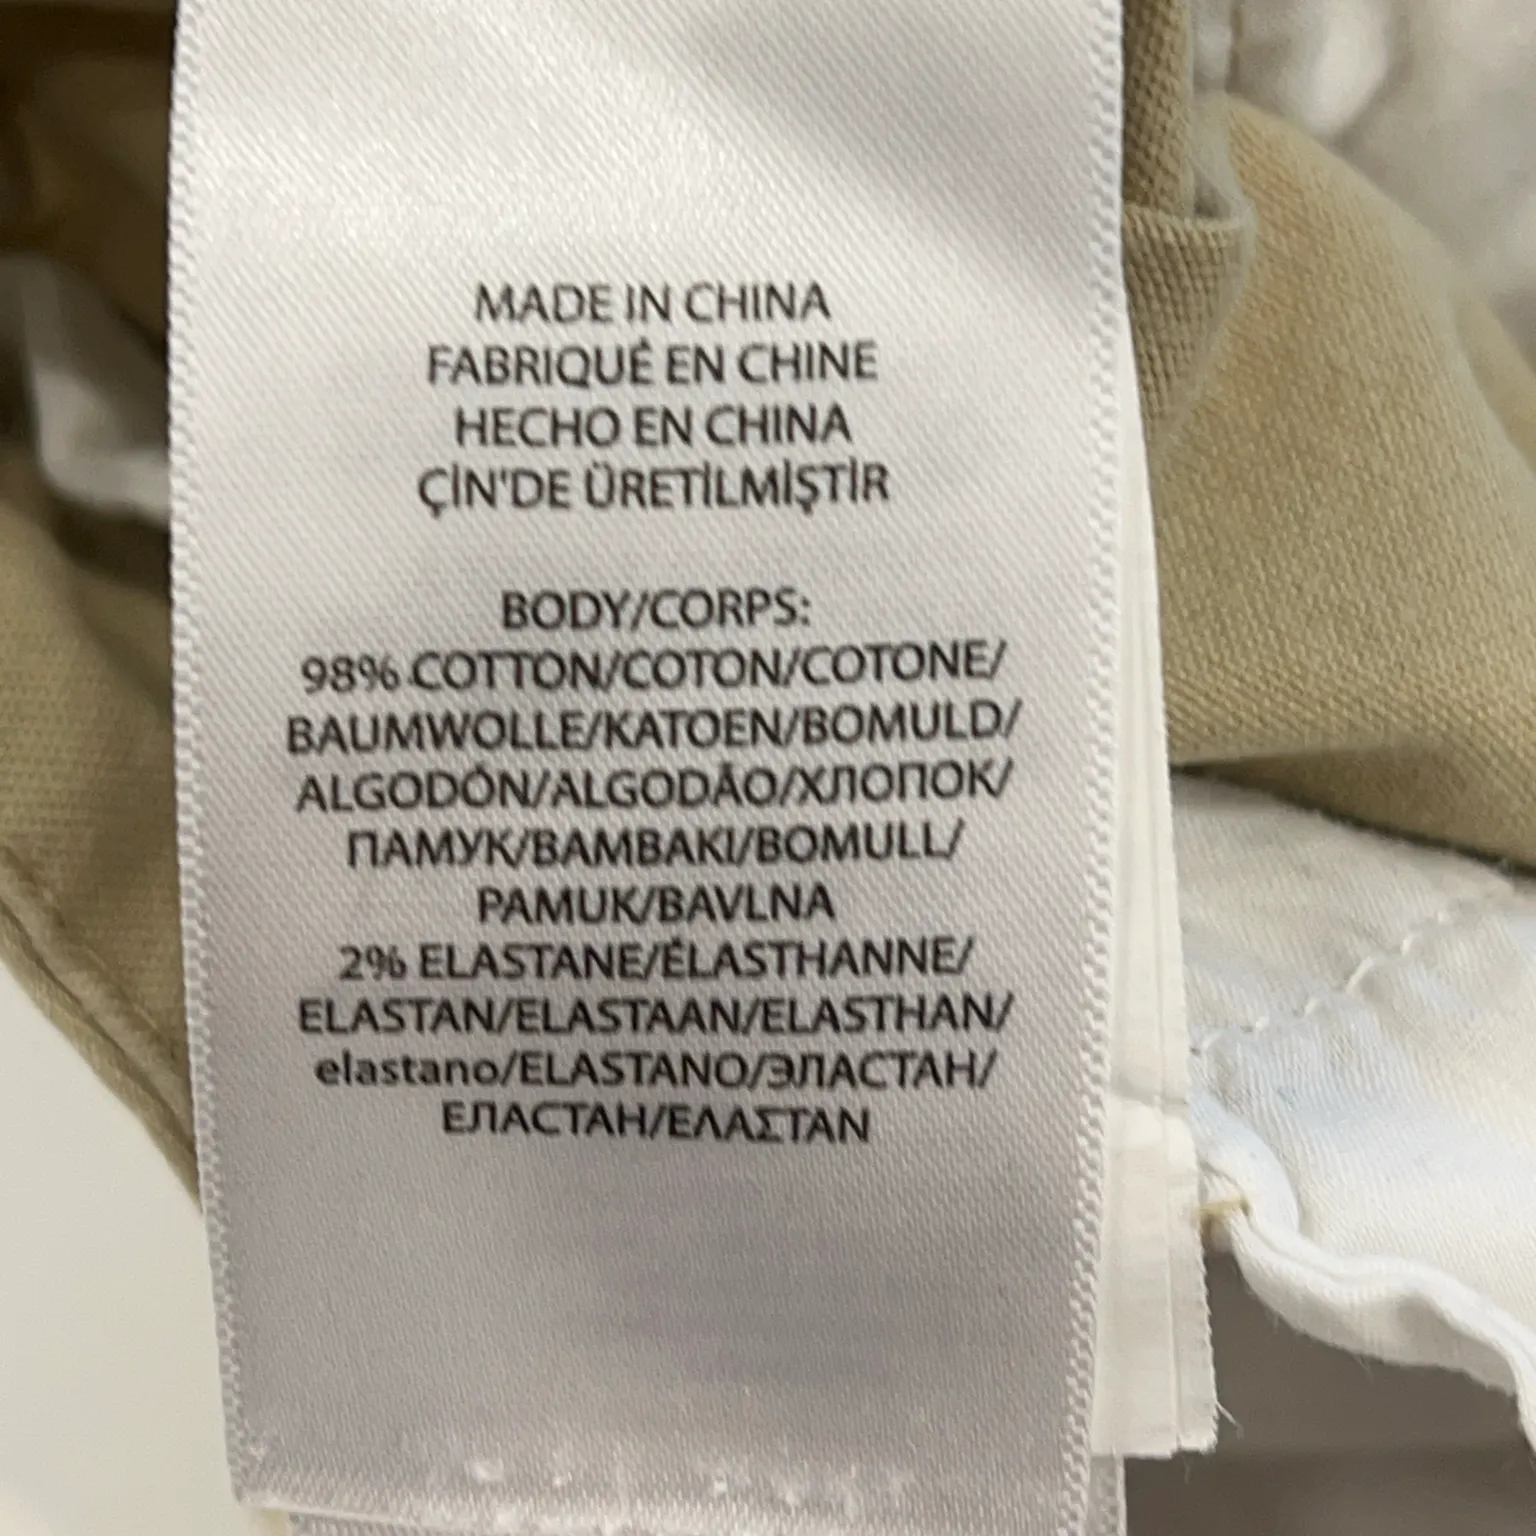 MADE IN CHINA
FABRIQUÉ EN CHINE
HECHO EN CHINA
ÇİN'DE ÜRETİLMİŞTİR
BODY/CORPS:
98% COTTON/COTON/COTONE/
BAUMWOLLE/KATOEN/BOMULD/
ALGODÓN/ALGODÃO/ХЛОПОК/
ПАМУК/BAMBAKI/BOMULL/
PAMUK/BAVLNA
2% ELASTANE/ÉLASTHANNE/
ELASTAN/ELASTAAN/ELASTHAN/
elastano/ELASTANO/ЭЛАСТАН/
ЕЛАСТАН/ΕΛΑΣΤΑΝ